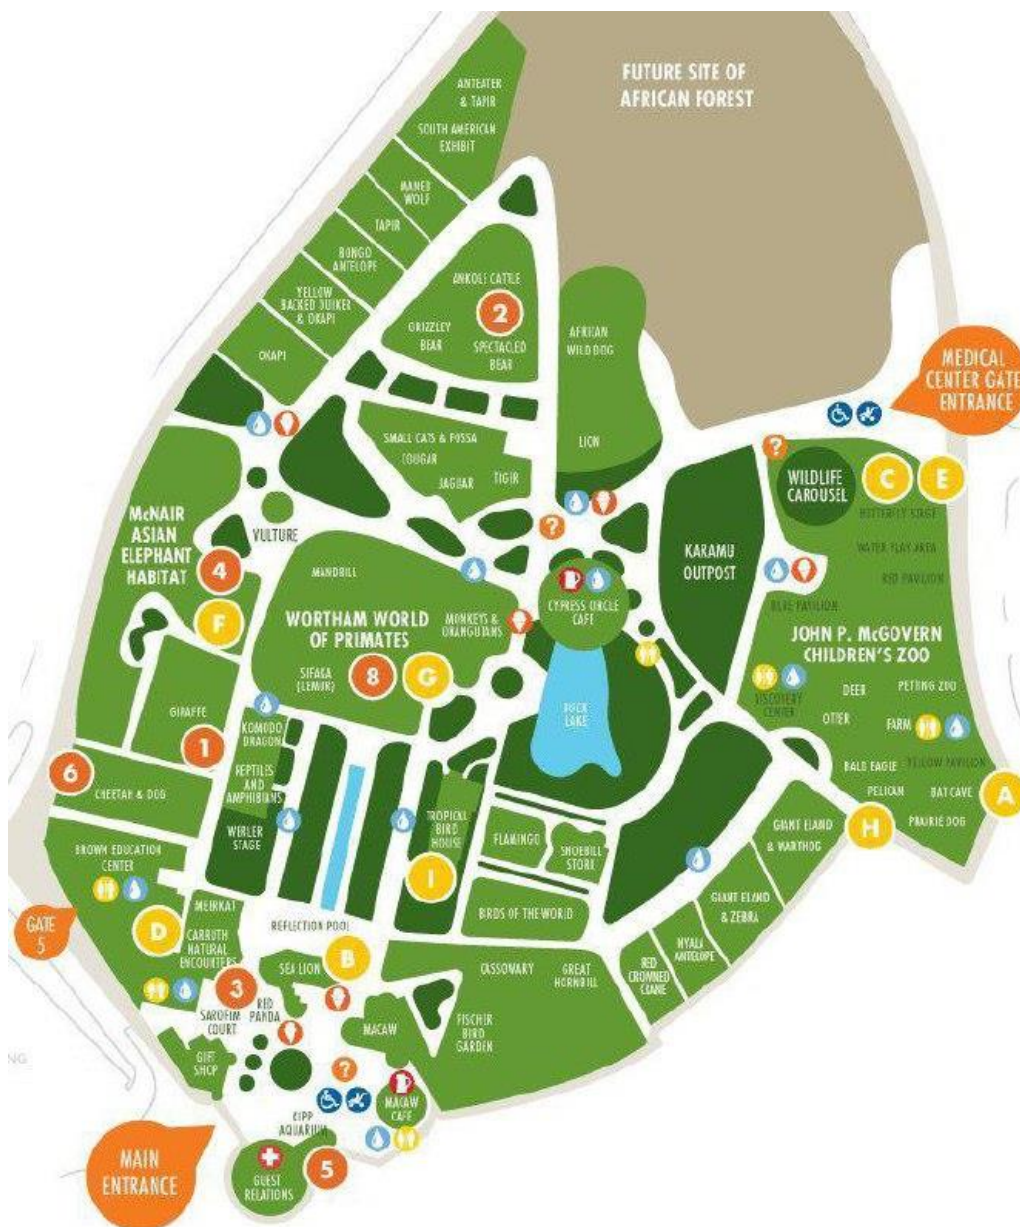 FUTURE SITE OF
AFRICAN FOREST
ANTEATER
& TAPIR
SOUTH AMERICAN
EXHIBIT
MANED
WOLF
TAPIR
BONGO
ANTELOPE
YELLOW
BACKED DUIKER
& OKAPI
OKAPI
ANKOLE CATTLE
2
GRIZZLEY
BEAR
SPECTACLED
BEAR
AFRICAN
WILD DOG
LION
MEDICAL
CENTER GATE
ENTRANCE
SMALL CATS & FOSSA
COUGAR
JAGUAR
TIGIR
?
WILDLIFE
CAROUSEL
C
E
BUTTERFLY STAGE
WATER PLAY AREA
RED PAVILION
BLUE PAVILION
McNAIR
ASIAN
ELEPHANT
HABITAT
4
F
VULTURE
?
KARAMU
OUTPOST
MANDRILL
WORTHAM WORLD
OF PRIMATES
MONKEYS &
ORANGUTANS
SIFAKA
(LEMUR)
8
G
CYPRESS CIRCLE
CAFE
DUCK
LAKE
JOHN P. McGOVERN
CHILDREN'S ZOO
DISCOVERY
CENTER
DEER
PETTING ZOO
OTTER
FARM
BALD EAGLE
YELLOW PAVILION
PELICAN
BAT CAVE
A
PRAIRIE DOG
H
GIRAFFE
1
6
CHEETAH & DOG
KOMODO
DRAGON
REPTILES
AND
AMPHIBIANS
WEBLER
STAGE
TROPICAL
BIRD
HOUSE
I
FLAMINGO
SHOEBILL
STORK
BIRDS OF THE WORLD
GIANT ELAND
& WARTHOG
GIANT ELAND
& ZEBRA
NYALA
ANTELOPE
RED
CROWNED
CRANE
BROWN EDUCATION
CENTER
D
MEIRKAT
CARRUTH
NATURAL
ENCOUNTERS
GATE
5
REFLECTION POOL
SEA LION
B
3
SAROFIM
COURT
RED
PANDA
MACAW
CASSOWARY
GREAT
HORNBILL
FISCHER
BIRD
GARDEN
GIFT
SHOP
?
MACAW
CAFE
KIPP
AQUARIUM
5
GUEST
RELATIONS
MAIN
ENTRANCE
NG